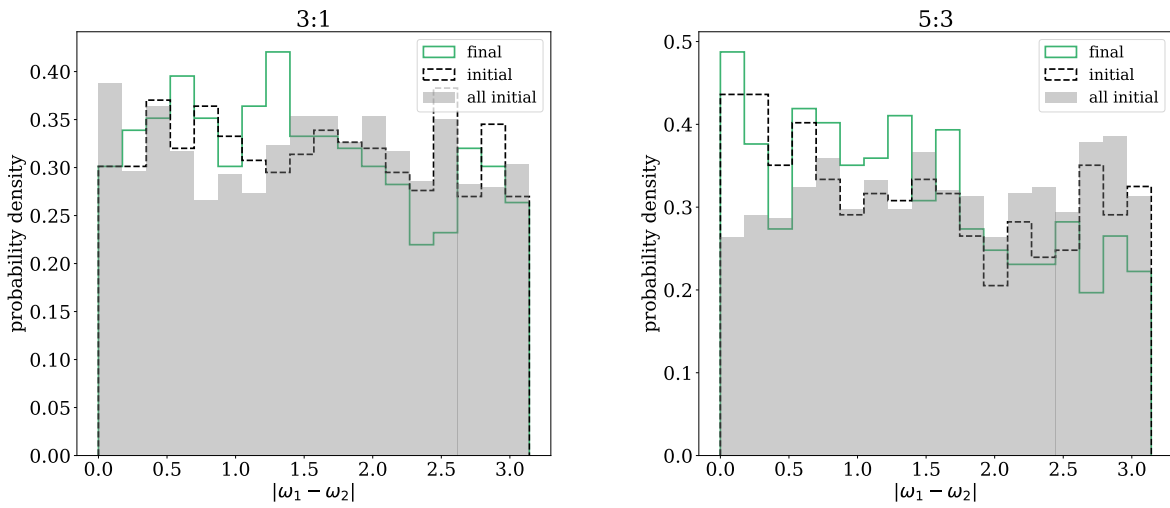 3:1
final
initial
all initial
probability density
0.40
0.35
0.30
0.25
0.20
0.15
0.10
0.05
0.00
0.0 0.5 1.0 1.5 2.0 2.5 3.0
|ω₁ − ω₂|
5:3
final
initial
all initial
probability density
0.5
0.4
0.3
0.2
0.1
0.0
0.0 0.5 1.0 1.5 2.0 2.5 3.0
|ω₁ − ω₂|